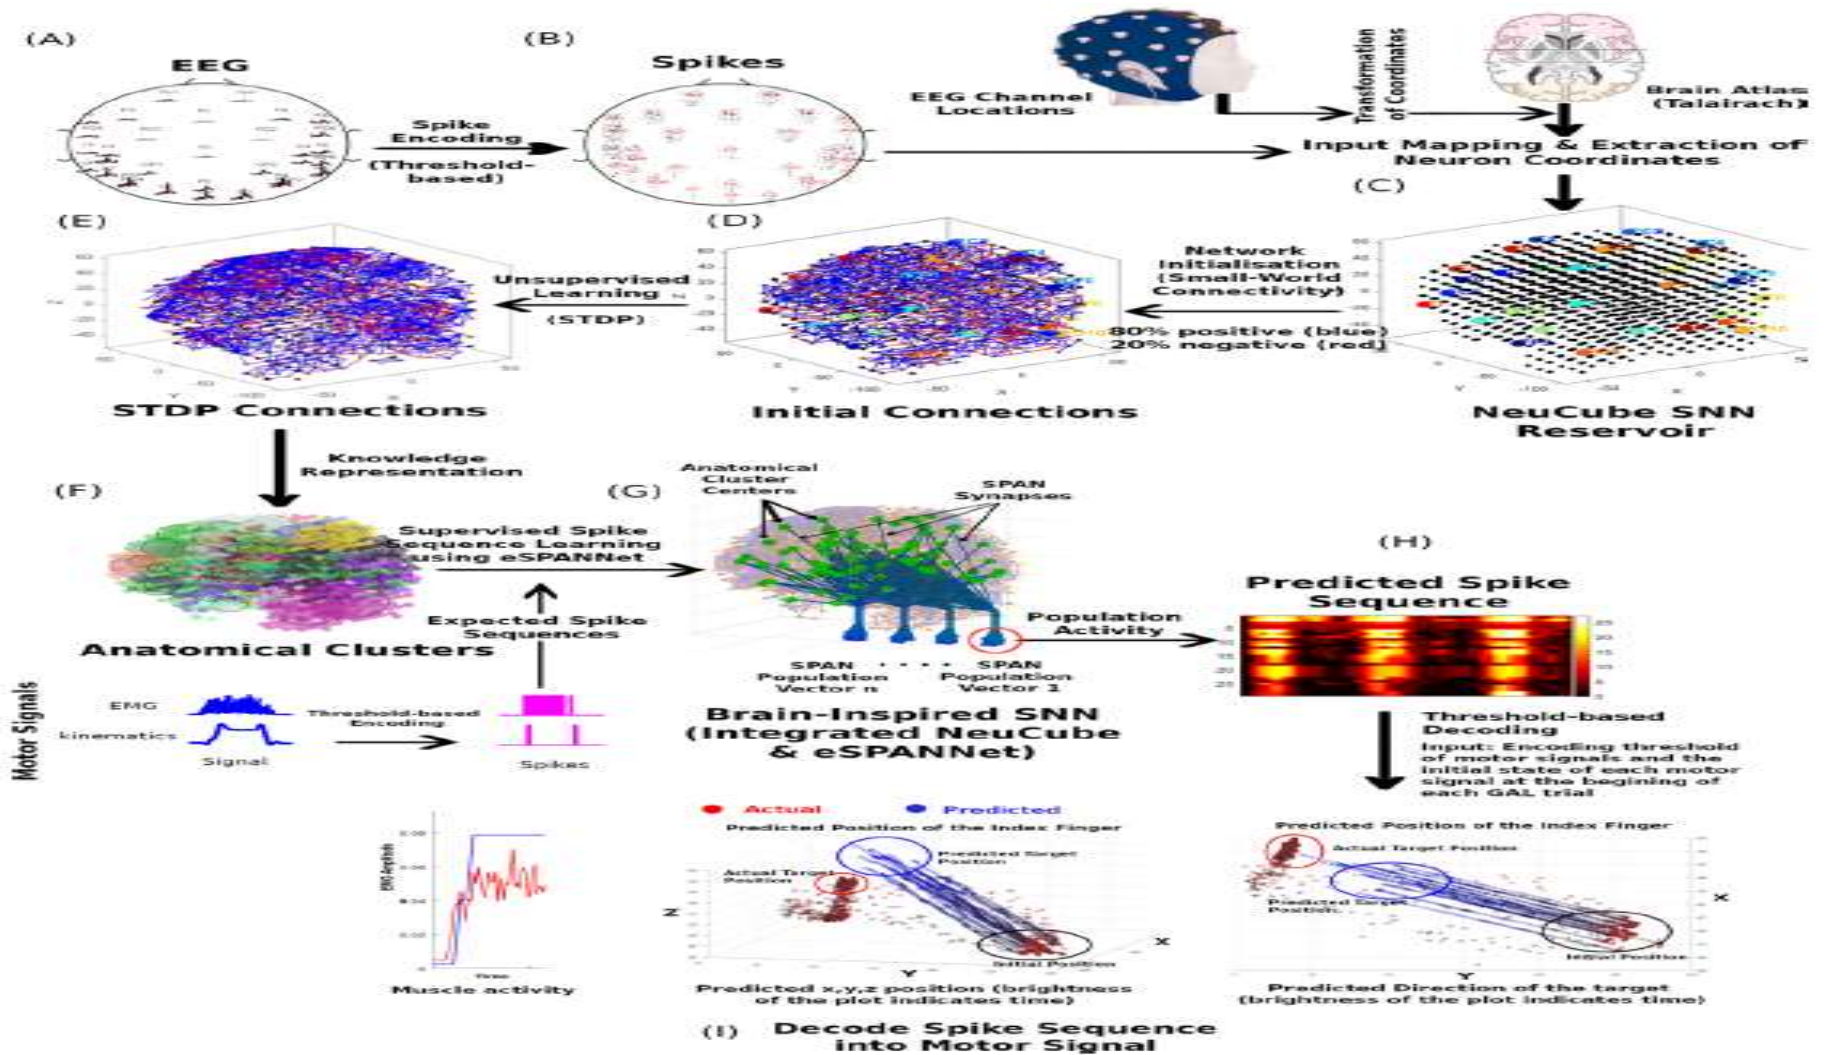 (A)
EEG
Spike
Encoding
(Threshold-
based)
(B)
Spikes
EEG Channel
Locations
Transformation
of Coordinates
Brain Atlas
(Talairach)
Input Mapping & Extraction of
Neuron Coordinates
(C)
NeuCube SNN
Reservoir
Network
Initialisation
(Small-World
Connectivity)
80% positive (blue)
20% negative (red)
(D)
Initial Connections
Unsupervised
Learning
(STDP)
(E)
STDP Connections
Knowledge
Representation
(F)
Anatomical Clusters
Supervised Spike
Sequence Learning
using eSPANNet
Expected Spike
Sequences
Motor Signals
EMG
kinematics
Signal
Threshold-based
Encoding
Spikes
(G)
Anatomical
Cluster
Centers
SPAN
Synapses
SPAN
Population
Vector n
SPAN
Population
Vector 1
Brain-Inspired SNN
(Integrated NeuCube
& eSPANNet)
Population
Activity
(H)
Predicted Spike
Sequence
Threshold-based
Decoding
Input: Encoding threshold
of motor signals and the
initial state of each motor
signal at the begining of
each GAL trial
EMG Amplitude
Time
Muscle activity
Actual
Predicted
Predicted Position of the Index Finger
Predicted Target
Position
Actual Target
Position
Initial Position
Z
Y
X
Predicted x,y,z position (brightness
of the plot indicates time)
Predicted Position of the Index Finger
Actual Target Position
Predicted Target
Position
Initial Position
X
Y
Predicted Direction of the target
(brightness of the plot indicates time)
(I)
Decode Spike Sequence
into Motor Signal